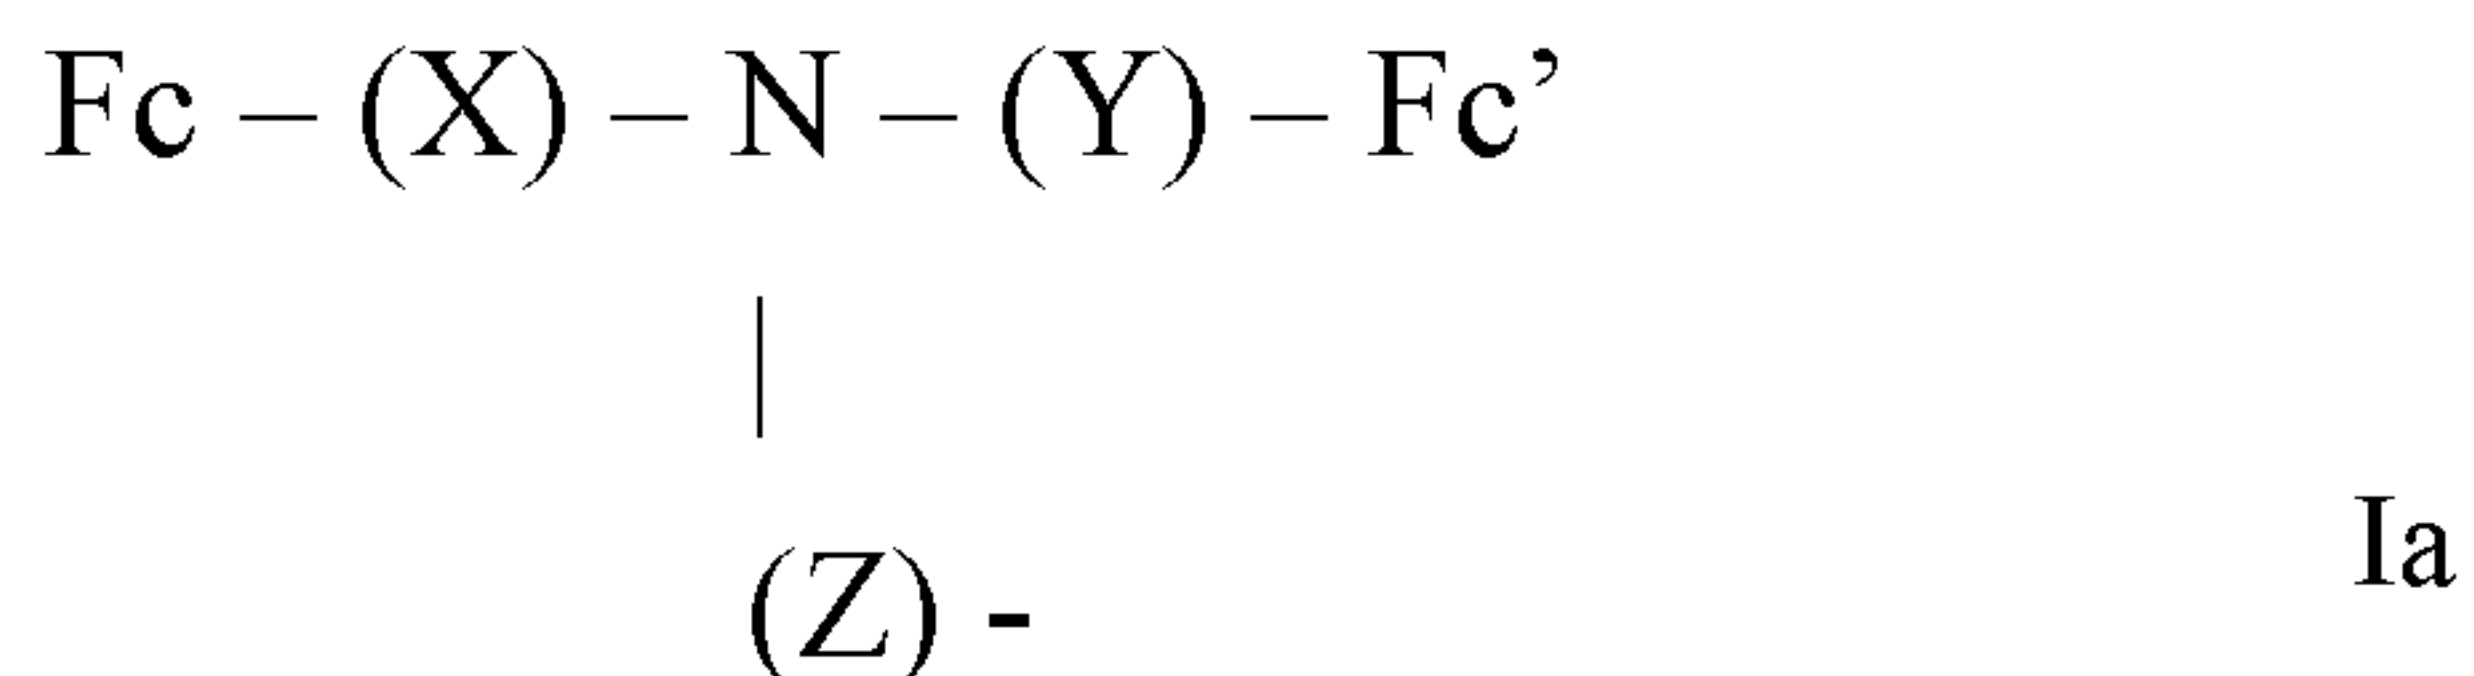 Fc – (X) – N – (Y) – Fc’
|
Ia
(Z) -